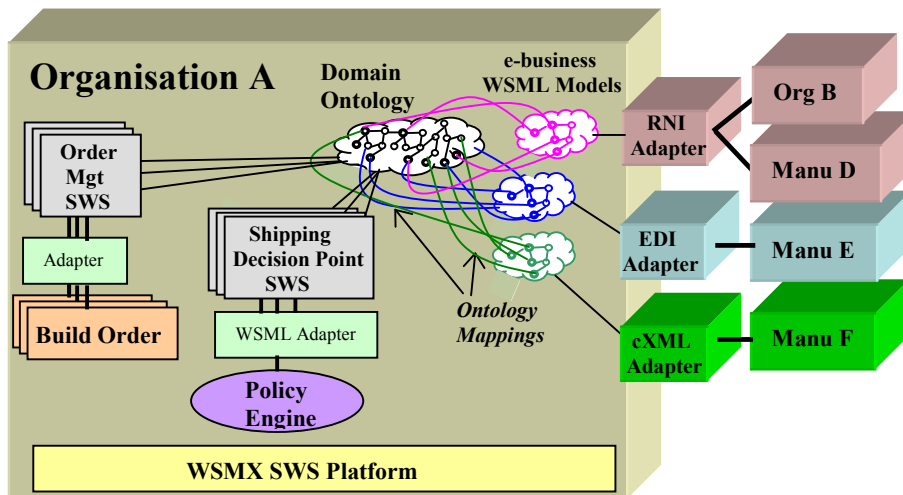 Organisation A
Domain
Ontology
e-business
WSML Models
Order
Mgt
SWS
Adapter
Build Order
Shipping
Decision Point
SWS
WSML Adapter
Policy
Engine
Ontology
Mappings
WSMX SWS Platform
RNI
Adapter
Org B
Manu D
EDI
Adapter
Manu E
cXML
Adapter
Manu F